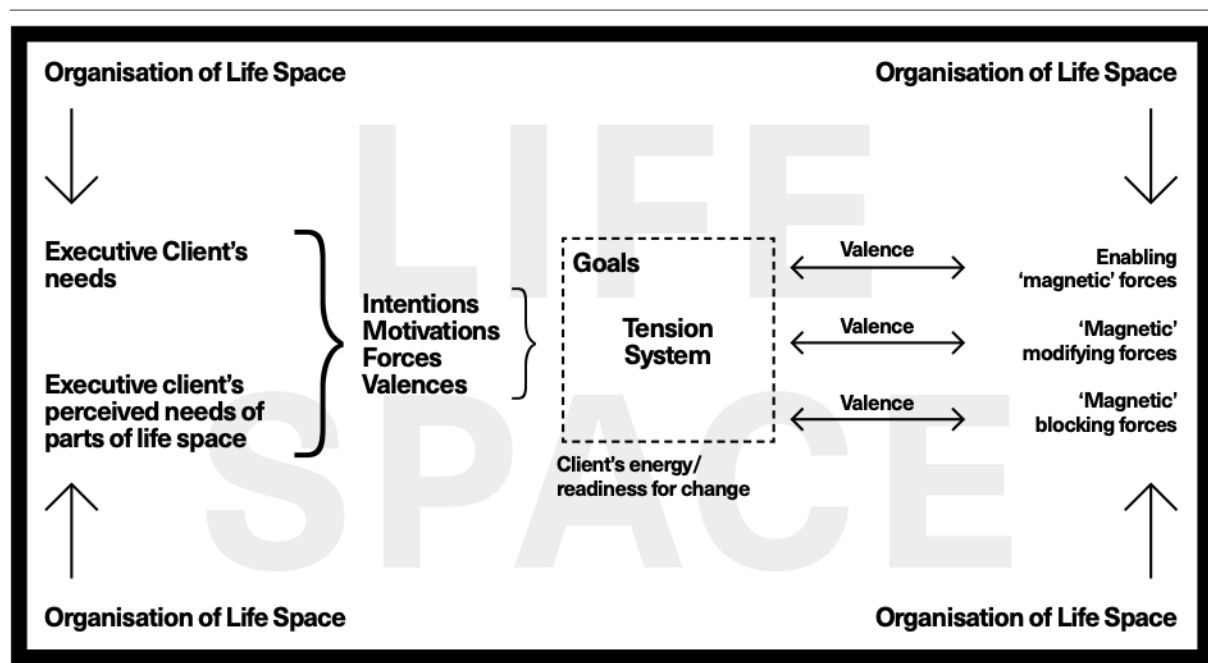 Organisation of Life Space
Organisation of Life Space
LIFE
SPACE
Executive Client's
needs
Executive client's
perceived needs of
parts of life space
Intentions
Motivations
Forces
Valences
Goals
Tension
System
Client's energy/
readiness for change
Valence
Valence
Valence
Enabling
'magnetic' forces
'Magnetic'
modifying forces
'Magnetic'
blocking forces
Organisation of Life Space
Organisation of Life Space